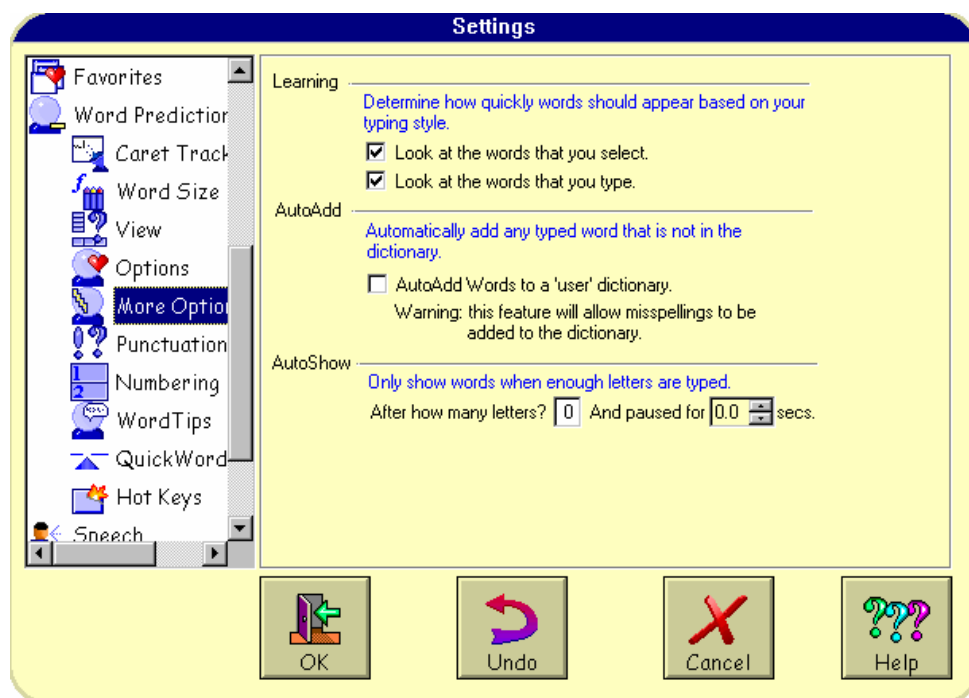 Settings
Favorites
Word Prediction
Caret Track
Word Size
View
Options
More Option
Punctuation
Numbering
WordTips
QuickWord
Hot Keys
Speech
Learning
Determine how quickly words should appear based on your
typing style.
Look at the words that you select.
Look at the words that you type.
AutoAdd
Automatically add any typed word that is not in the
dictionary.
AutoAdd Words to a 'user' dictionary.
Warning: this feature will allow misspellings to be
added to the dictionary.
AutoShow
Only show words when enough letters are typed.
After how many letters? 0 And paused for 0.0 secs.
OK
Undo
Cancel
Help